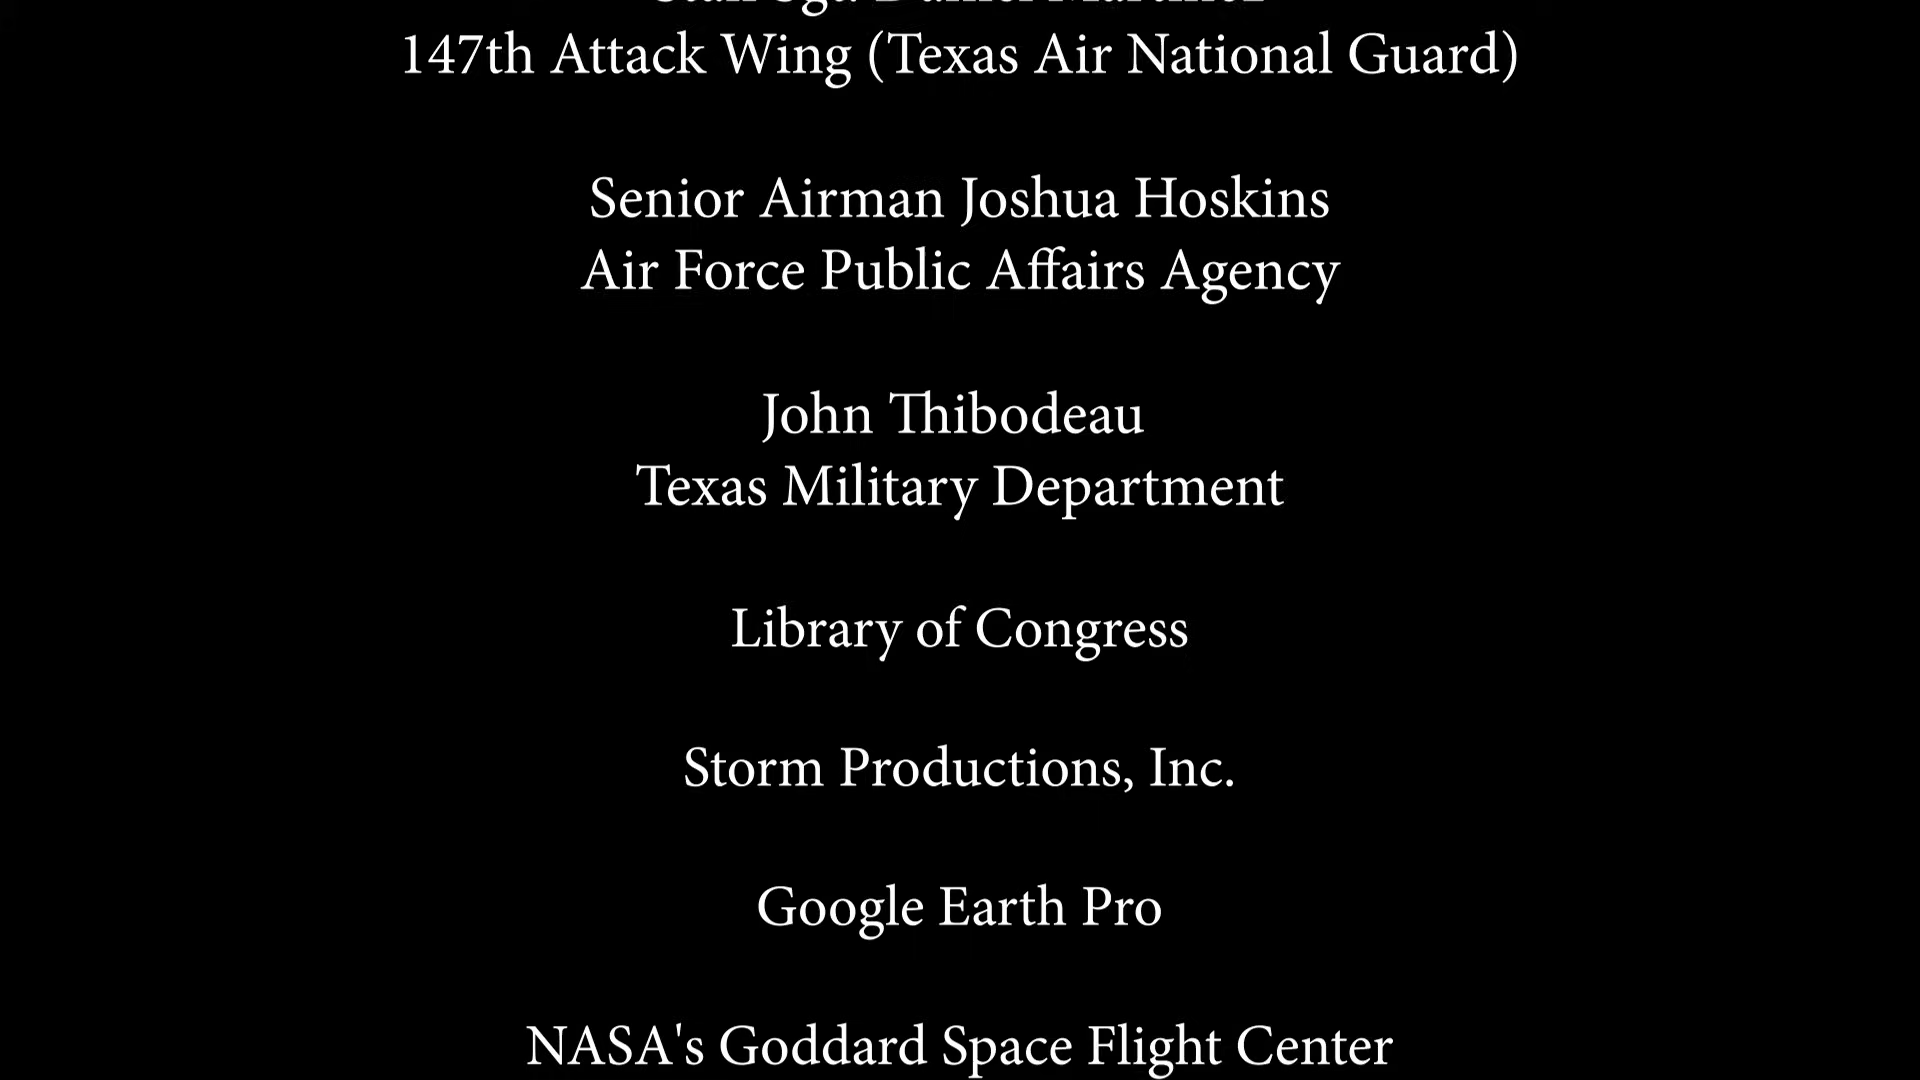 147th Attack Wing (Texas Air National Guard)
Senior Airman Joshua Hoskins
Air Force Public Affairs Agency
John Thibodeau
Texas Military Department
Library of Congress
Storm Productions, Inc.
Google Earth Pro
NASA's Goddard Space Flight Center